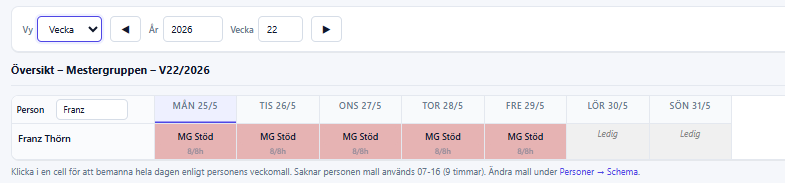 Vy Vecka ◄ År 2026 Vecka 22 ►
Översikt – Mestergruppen – V22/2026
Person Franz MÅN 25/5 TIS 26/5 ONS 27/5 TOR 28/5 FRE 29/5 LÖR 30/5 SÖN 31/5
Franz Thörn MG Stöd MG Stöd MG Stöd MG Stöd MG Stöd Ledig Ledig
8/8h 8/8h 8/8h 8/8h 8/8h
Klicka i en cell för att bemanna hela dagen enligt personens veckomall. Saknar personen mall används 07-16 (9 timmar). Ändra mall under Personer → Schema.